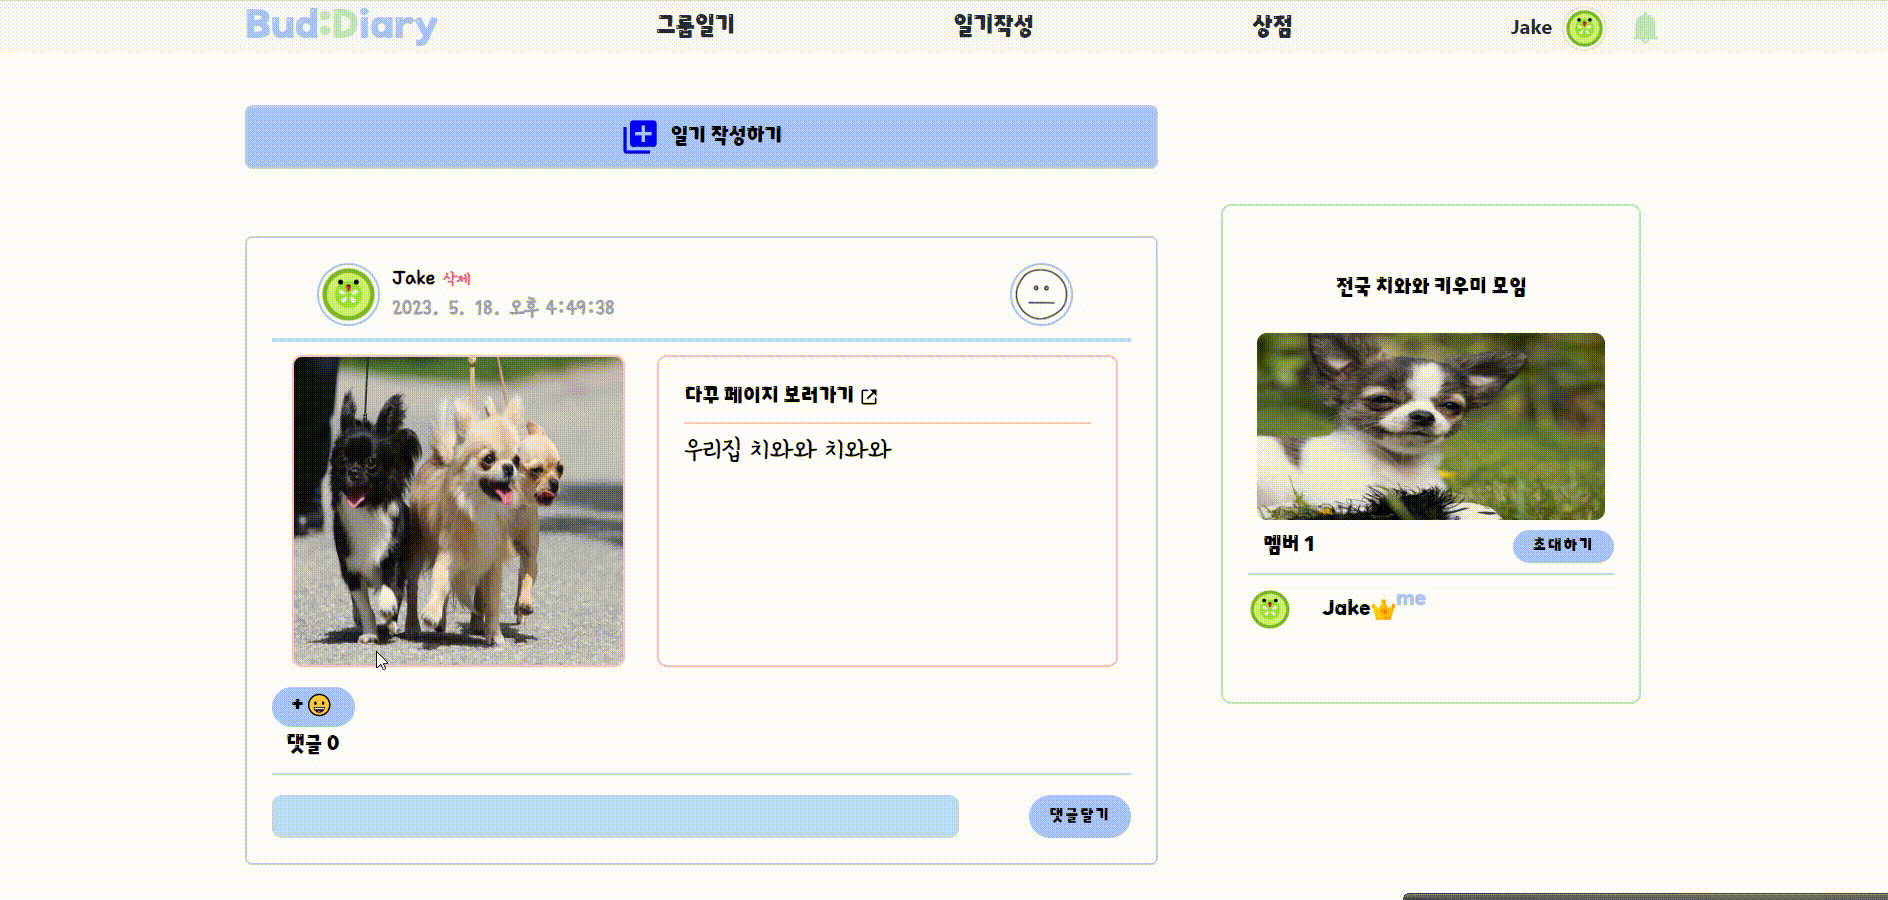 Bud:Diary
그룹일기
일기작성
상점
Jake
일기 작성하기
Jake 삭제
2023. 5. 18. 오후 4:49:38
다꾸 페이지 보러가기
우리집 치와와 치와와
+
댓글 0
댓글달기
전국 치와와 키우미 모임
멤버 1
초대하기
Jake me